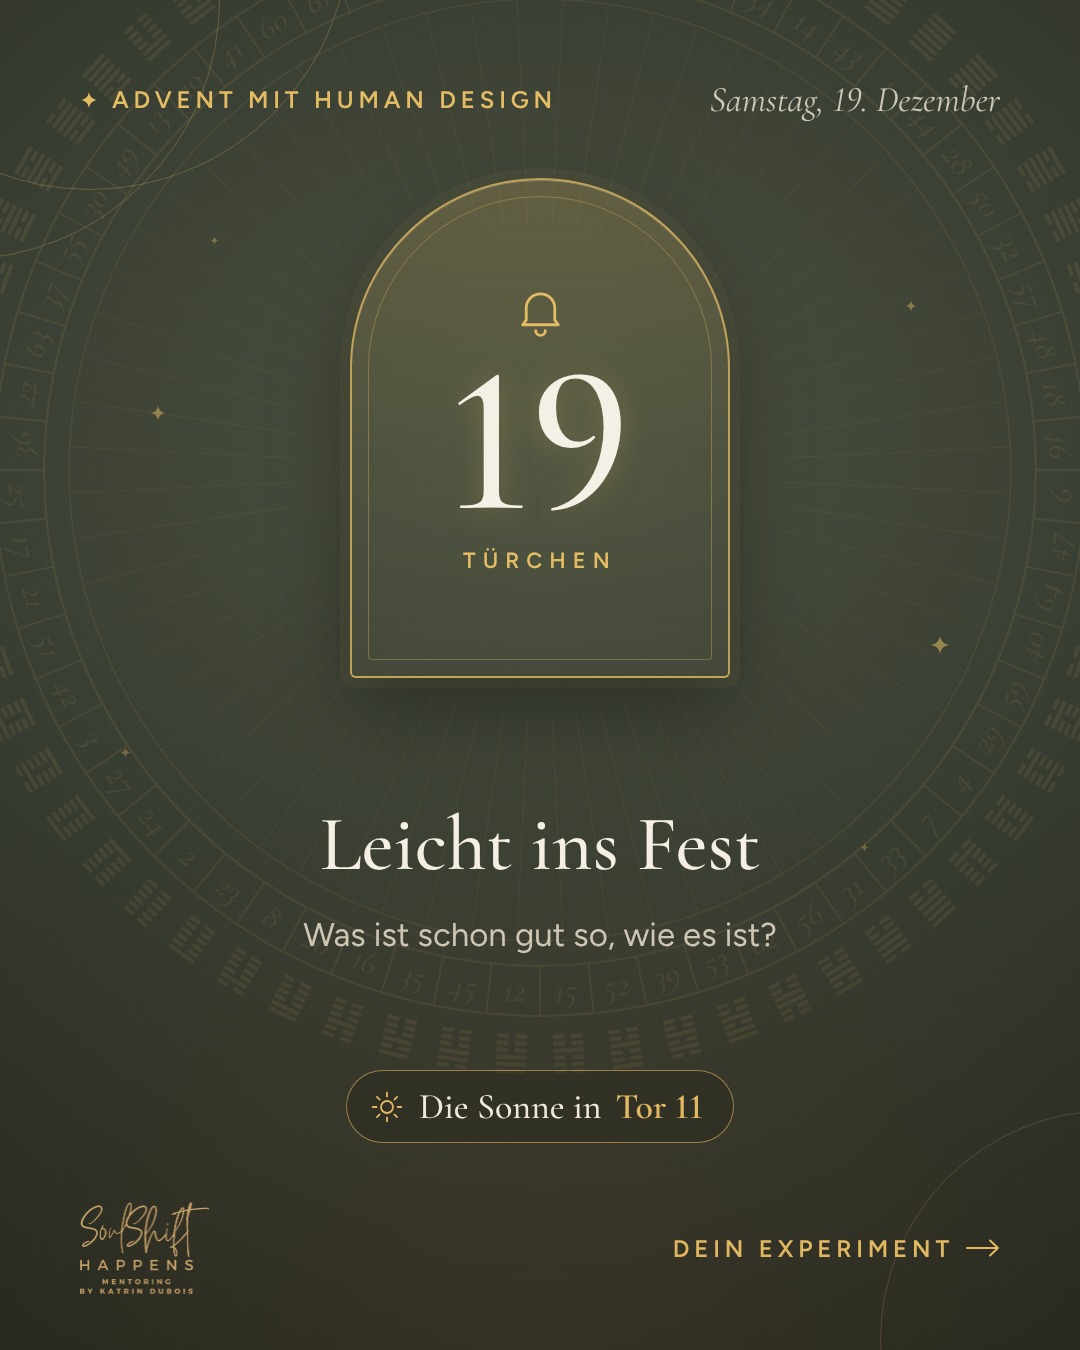 ADVENT MIT HUMAN DESIGN
Samstag, 19. Dezember
19
TÜRCHEN
Leicht ins Fest
Was ist schon gut so, wie es ist?
Die Sonne in Tor 11
SoulShift
HAPPENS
MENTORING
BY KATRIN DUBOIS
DEIN EXPERIMENT